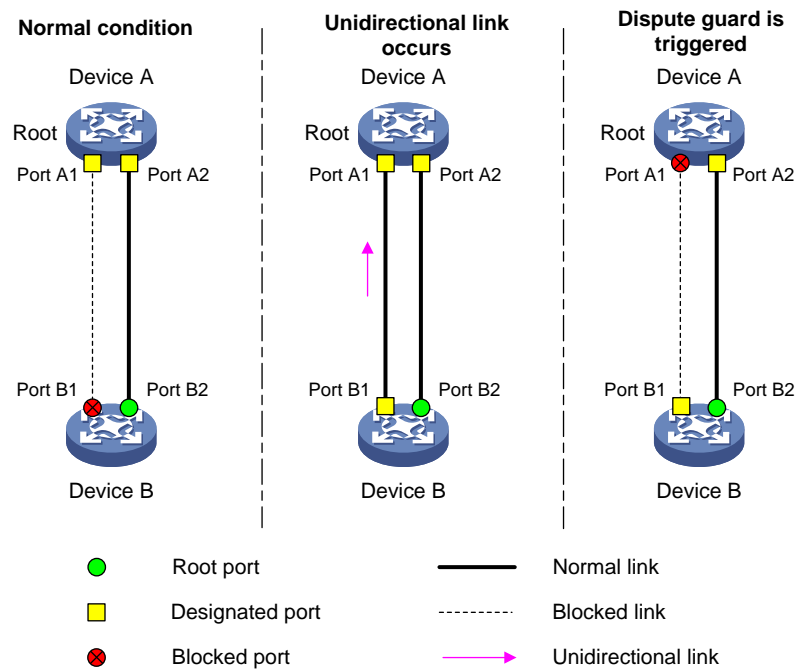 Normal condition
Unidirectional link
occurs
Dispute guard is
triggered
Device A
Device A
Device A
Root
Root
Root
Port A1
Port A2
Port A1
Port A2
Port A1
Port A2
Port B1
Port B2
Port B1
Port B2
Port B1
Port B2
Device B
Device B
Device B
Root port
Normal link
Designated port
Blocked link
Blocked port
Unidirectional link